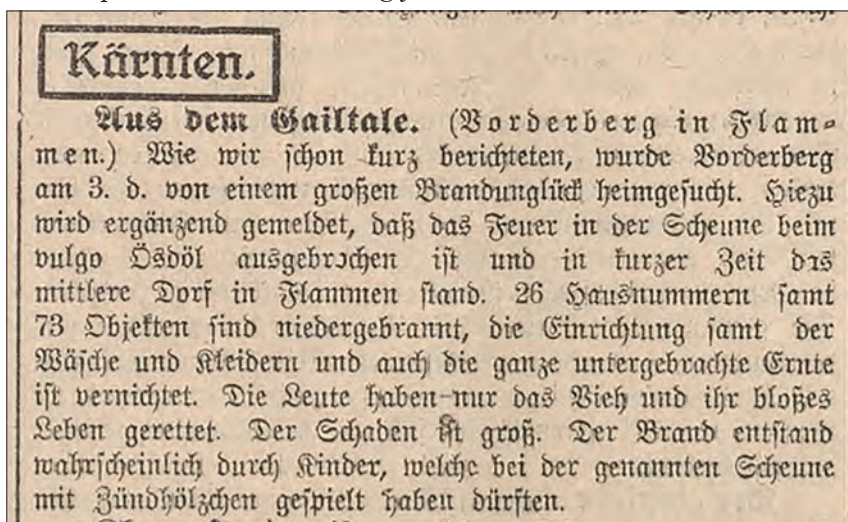 Kärnten.
Aus dem Gailtale. (Vorderberg in Flam-
men.) Wie wir schon kurz berichteten, wurde Vorderberg
am 3. d. von einem großen Brandunglück heimgesucht. Hiezu
wird ergänzend gemeldet, daß das Feuer in der Scheune beim
vulgo Ösdöl ausgebrochen ist und in kurzer Zeit das
mittlere Dorf in Flammen stand. 26 Hausnummern samt
73 Objekten sind niedergebrannt, die Einrichtung samt der
Wäsche und Kleidern und auch die ganze untergebrachte Ernte
ist vernichtet. Die Leute haben nur das Vieh und ihr bloßes
Leben gerettet. Der Schaden ist groß. Der Brand entstand
wahrscheinlich durch Kinder, welche bei der genannten Scheune
mit Zündhölzchen gespielt haben dürften.